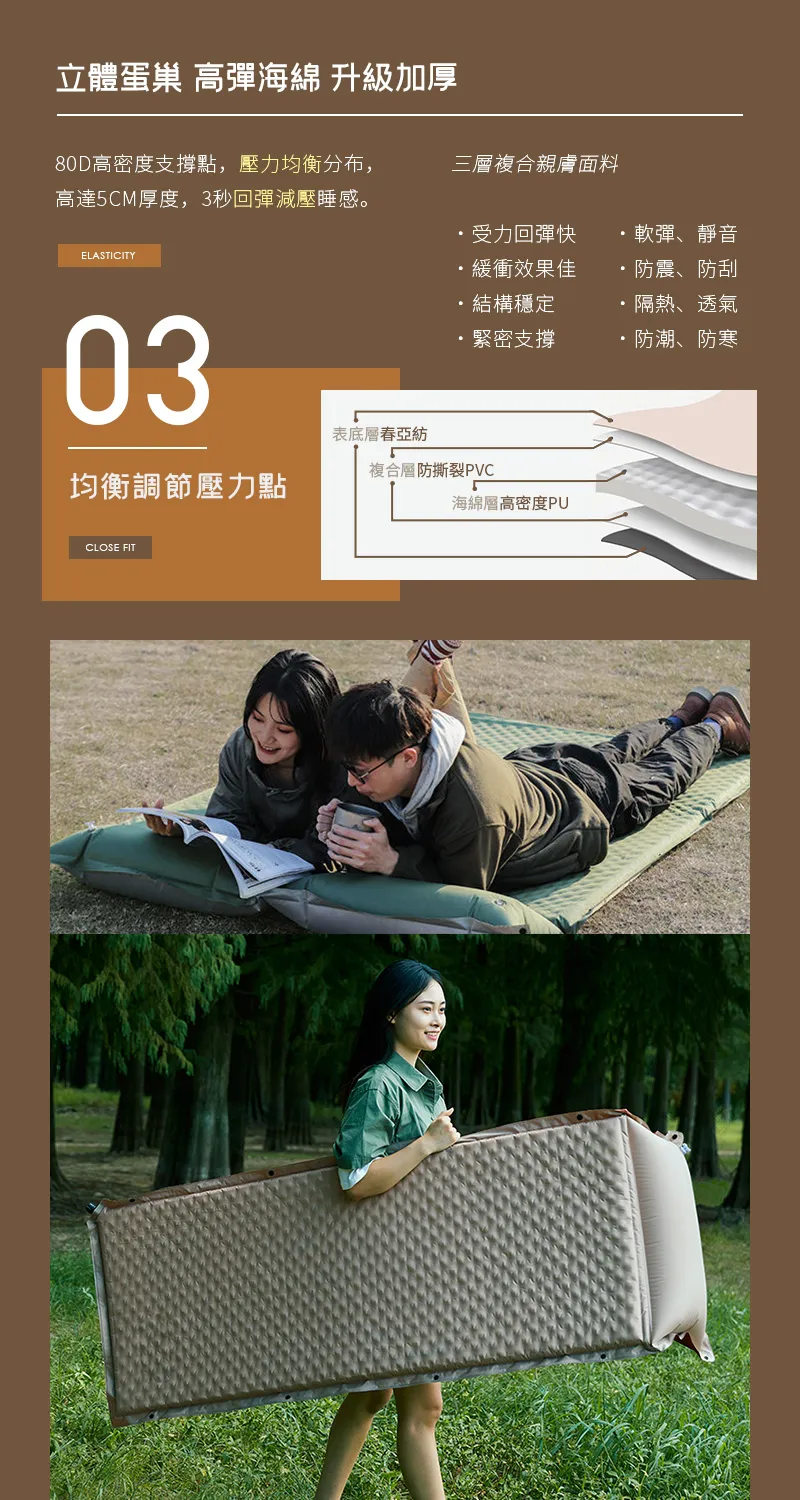 立體蛋巢 高彈海綿 升級加厚
80D高密度支撐點，壓力均衡分布，
高達5CM厚度，3秒回彈減壓睡感。
ELASTICITY
三層複合親膚面料
・受力回彈快
・緩衝效果佳
・結構穩定
・緊密支撐
・軟彈、靜音
・防震、防刮
・隔熱、透氣
・防潮、防寒
03
均衡調節壓力點
CLOSE FIT
表底層春亞紡
複合層防撕裂PVC
海綿層高密度PU